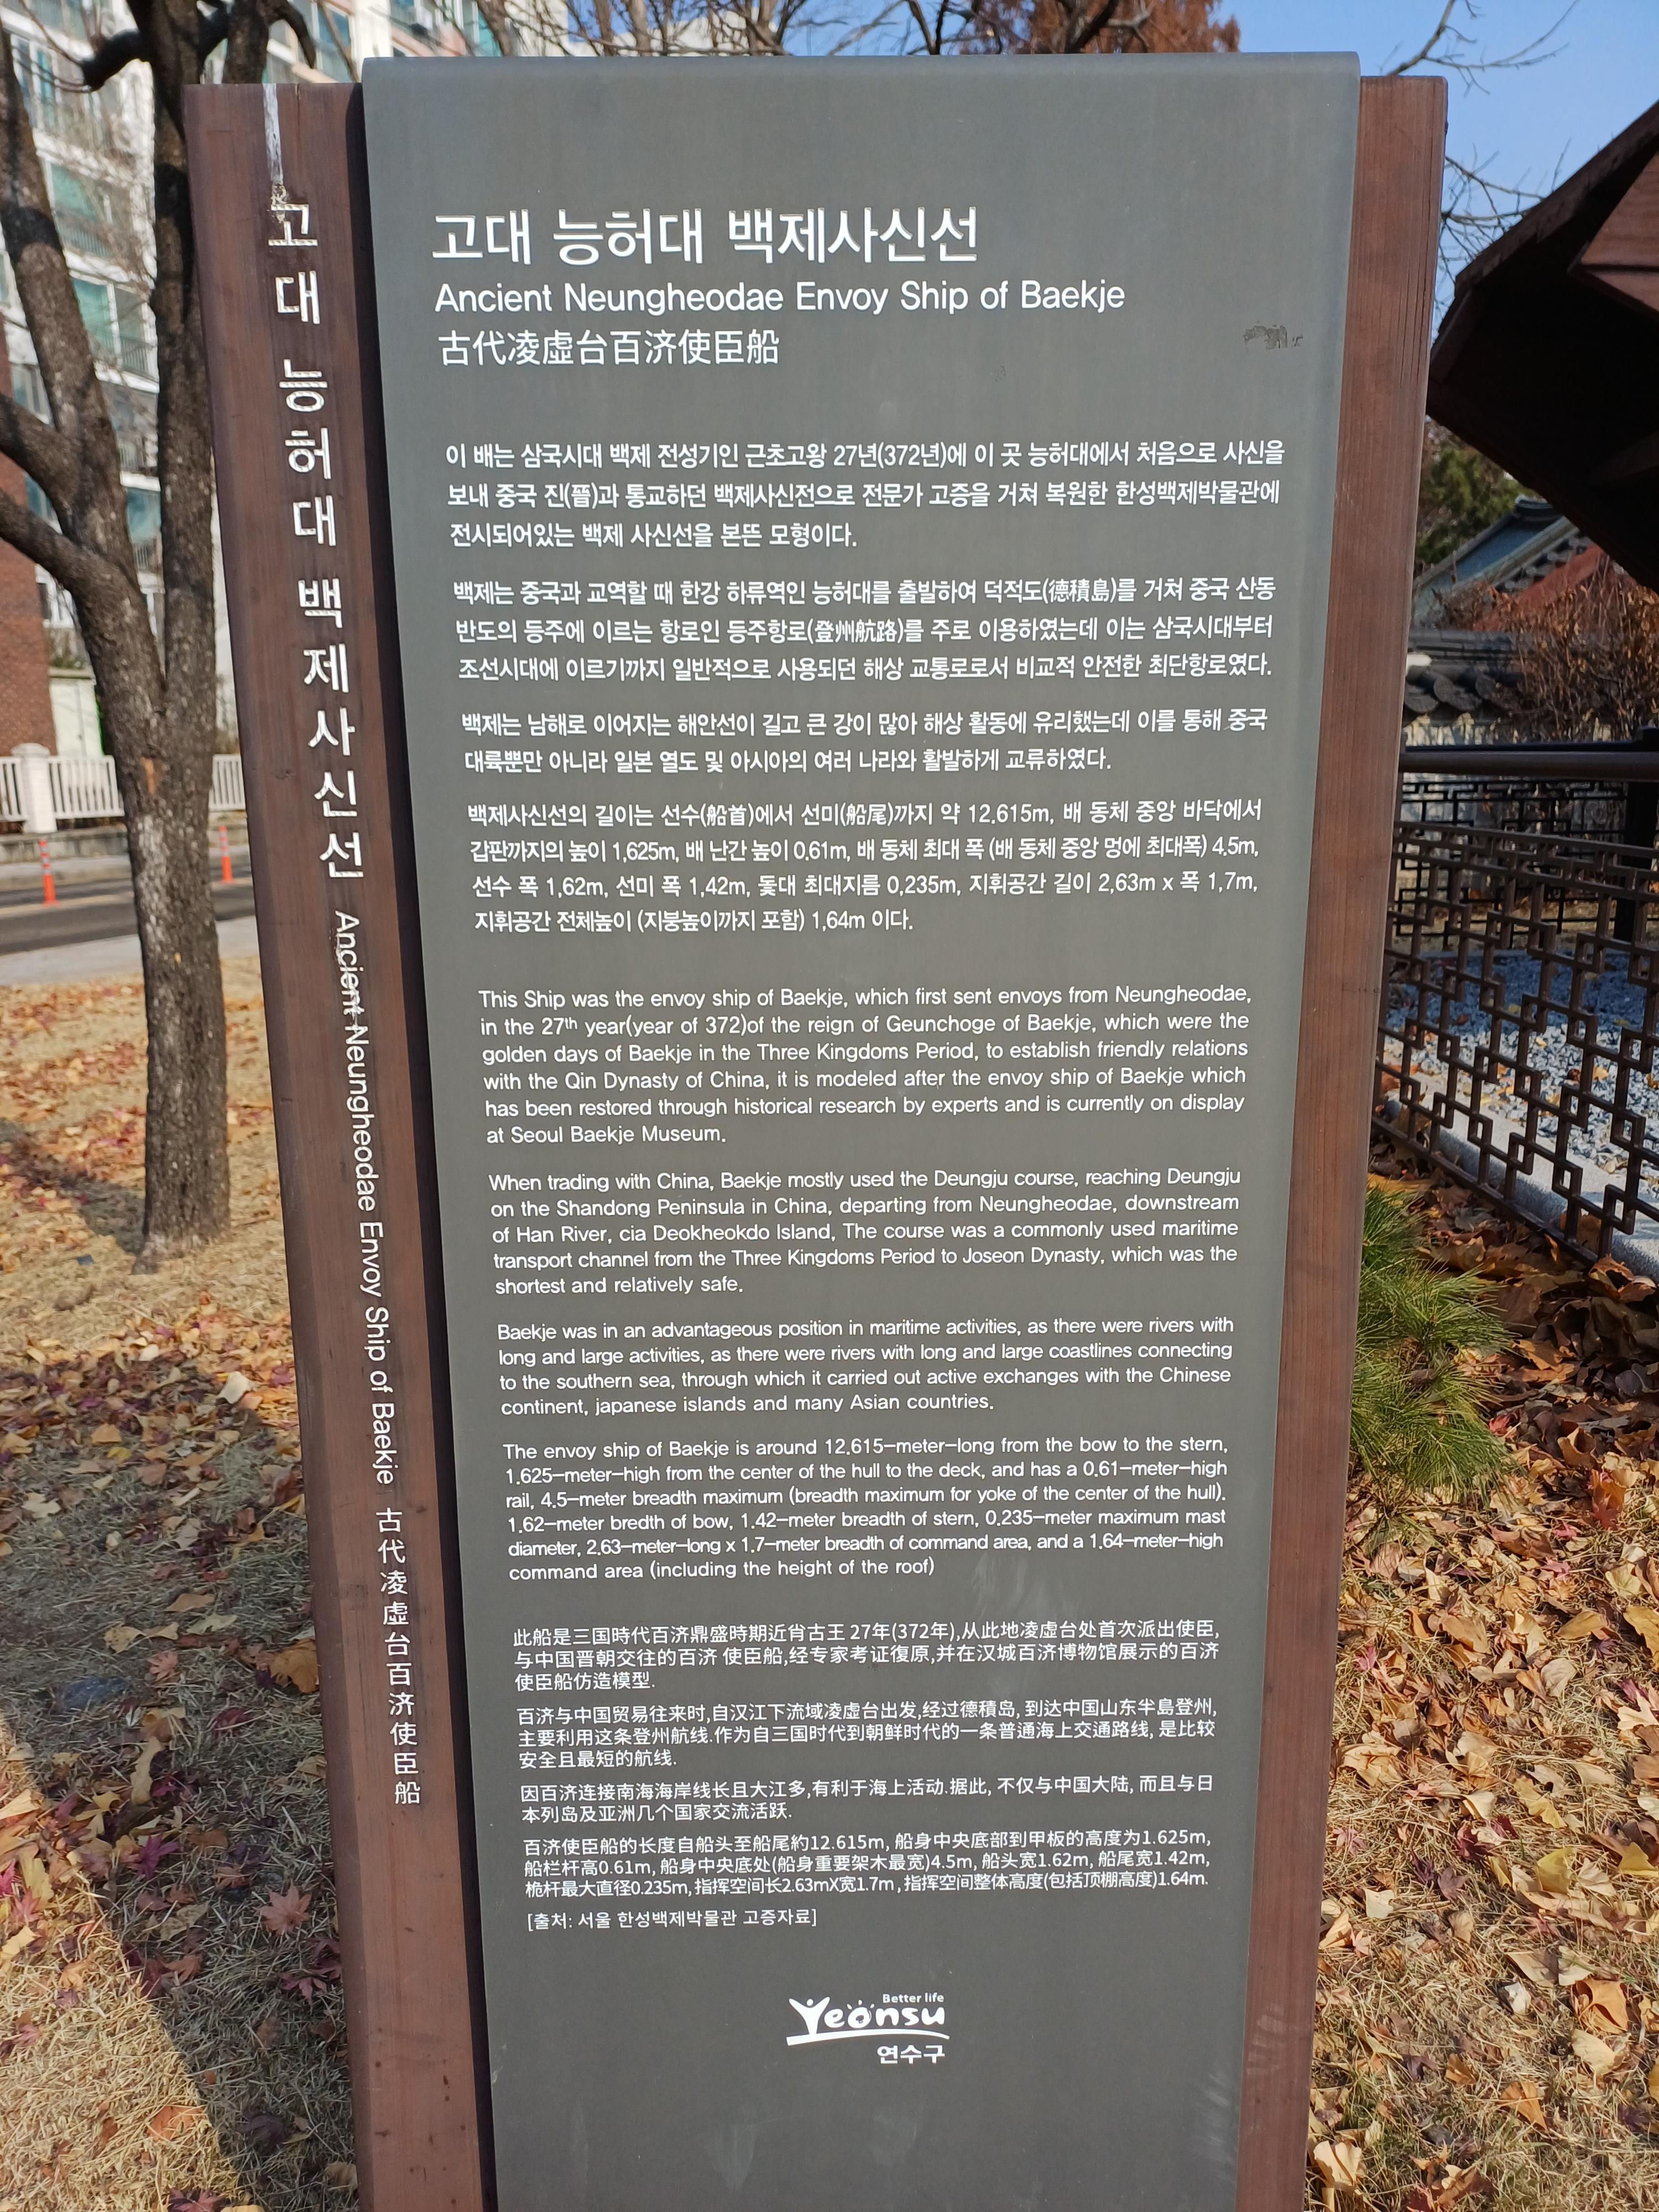 고대 능허대 백제사신선 Ancient Neungheodae Envoy Ship of Baekje 古代凌虛台百济使臣船
고대 능허대 백제사신선
Ancient Neungheodae Envoy Ship of Baekje
古代凌虛台百济使臣船
이 배는 삼국시대 백제 전성기인 근초고왕 27년(372년)에 이 곳 능허대에서 처음으로 사신을
보내 중국 진(晉)과 통교하던 백제사신전으로 전문가 고증을 거쳐 복원한 한성백제박물관에
전시되어있는 백제 사신선을 본뜬 모형이다.
백제는 중국과 교역할 때 한강 하류역인 능허대를 출발하여 덕적도(德積島)를 거쳐 중국 산동
반도의 등주에 이르는 항로인 등주항로(登州航路)를 주로 이용하였는데 이는 삼국시대부터
조선시대에 이르기까지 일반적으로 사용되던 해상 교통로로서 비교적 안전한 최단항로였다.
백제는 남해로 이어지는 해안선이 길고 큰 강이 많아 해상 활동에 유리했는데 이를 통해 중국
대륙뿐만 아니라 일본 열도 및 아시아의 여러 나라와 활발하게 교류하였다.
백제사신선의 길이는 선수(船首)에서 선미(船尾)까지 약 12.615m, 배 동체 중앙 바닥에서
갑판까지의 높이 1.625m, 배 난간 높이 0.61m, 배 동체 최대 폭 (배 동체 중앙 멍에 최대폭) 4.5m,
선수 폭 1.62m, 선미 폭 1.42m, 돛대 최대지름 0.235m, 지휘공간 길이 2.63m x 폭 1.7m,
지휘공간 전체높이 (지붕높이까지 포함) 1.64m 이다.
This Ship was the envoy ship of Baekje, which first sent envoys from Neungheodae,
in the 27th year(year of 372)of the reign of Geunchoge of Baekje, which were the
golden days of Baekje in the Three Kingdoms Period, to establish friendly relations
with the Qin Dynasty of China, it is modeled after the envoy ship of Baekje which
has been restored through historical research by experts and is currently on display
at Seoul Baekje Museum.
When trading with China, Baekje mostly used the Deungju course, reaching Deungju
on the Shandong Peninsula in China, departing from Neungheodae, downstream
of Han River, cia Deokheokdo Island, The course was a commonly used maritime
transport channel from the Three Kingdoms Period to Joseon Dynasty, which was the
shortest and relatively safe.
Baekje was in an advantageous position in maritime activities, as there were rivers with
long and large activities, as there were rivers with long and large coastlines connecting
to the southern sea, through which it carried out active exchanges with the Chinese
continent, japanese islands and many Asian countries.
The envoy ship of Baekje is around 12.615-meter-long from the bow to the stern,
1.625-meter-high from the center of the hull to the deck, and has a 0.61-meter-high
rail, 4.5-meter breadth maximum (breadth maximum for yoke of the center of the hull).
1.62-meter bredth of bow, 1.42-meter breadth of stern, 0.235-meter maximum mast
diameter, 2.63-meter-long x 1.7-meter breadth of command area, and a 1.64-meter-high
command area (including the height of the roof)
此船是三国時代百济鼎盛時期近肖古王 27年(372年),从此地凌虚台处首次派出使臣,
与中国晋朝交往的百济 使臣船,经专家考证復原,并在汉城百济博物馆展示的百济
使臣船仿造模型.
百济与中国贸易往来时,自汉江下流域凌虚台出发,经过德積岛, 到达中国山东半島登州,
主要利用这条登州航线.作为自三国时代到朝鲜时代的一条普通海上交通路线, 是比较
安全且最短的航线.
因百济连接南海海岸线长且大江多,有利于海上活动.据此, 不仅与中国大陆, 而且与日
本列岛及亚洲几个国家交流活跃.
百济使臣船的长度自船头至船尾約12.615m, 船身中央底部到甲板的高度为1.625m,
船栏杆高0.61m, 船身中央底处(船身重要架木最宽)4.5m, 船头宽1.62m, 船尾宽1.42m,
桅杆最大直径0.235m, 指挥空间长2.63mX宽1.7m , 指挥空间整体高度(包括顶棚高度)1.64m.
[출처: 서울 한성백제박물관 고증자료]
Better life
Yeonsu
연수구